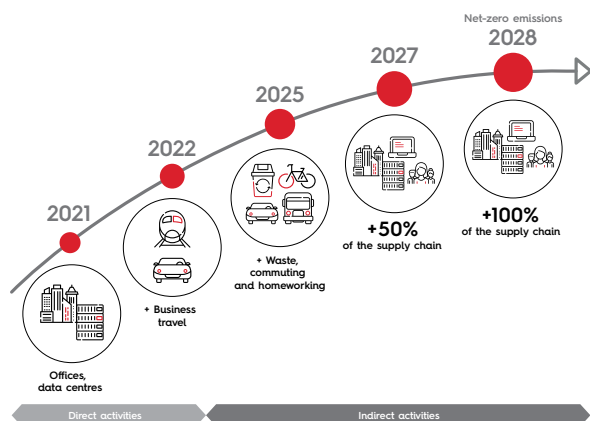 Net-zero emissions
2028
2027
2025
2022
2021
+50%
of the supply chain
+100%
of the supply chain
+ Waste,
commuting
and homeworking
+ Business
travel
Offices,
data centres
Direct activities
Indirect activities